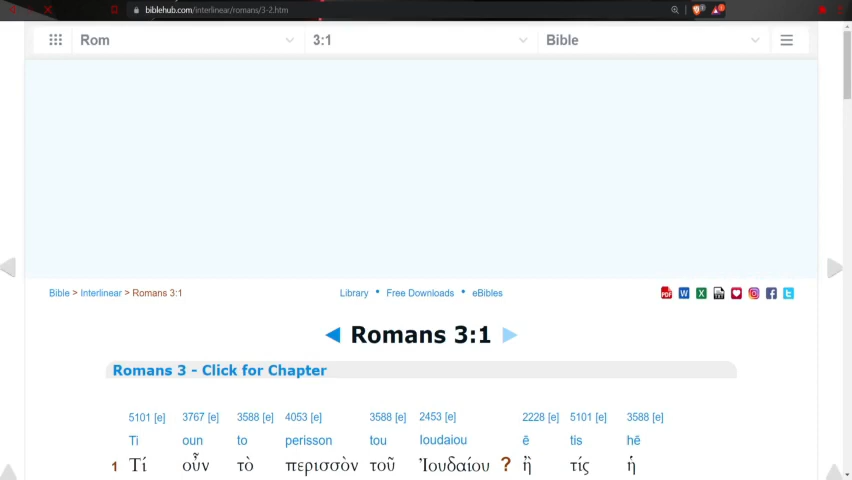 biblehub.com/interlinear/romans/3-2.htm
Rom 3:1 Bible
Bible > Interlinear > Romans 3:1 Library • Free Downloads • eBibles
◄ Romans 3:1 ►
Romans 3 - Click for Chapter
5101 [e] 3767 [e] 3588 [e] 4053 [e] 3588 [e] 2453 [e] 2228 [e] 5101 [e] 3588 [e]
Ti oun to perisson tou Ioudaiou ē tis hē
1 Τί οὖν τὸ περισσὸν τοῦ Ἰουδαίου ? ἢ τίς ἡ